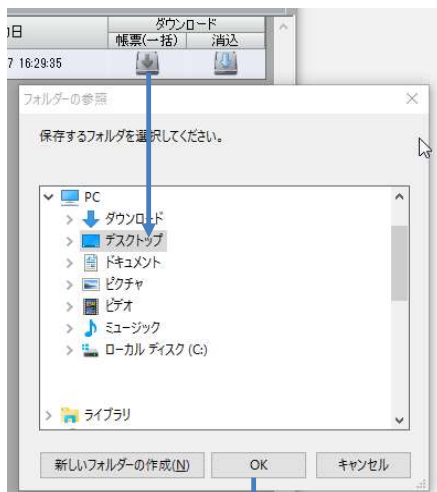 ダウンロード
帳票(一括) 消込
7 16:29:35
フォルダーの参照
保存するフォルダを選択してください。
PC
ダウンロード
デスクトップ
ドキュメント
ピクチャ
ビデオ
ミュージック
ローカル ディスク (C:)
ライブラリ
新しいフォルダーの作成(N) OK キャンセル